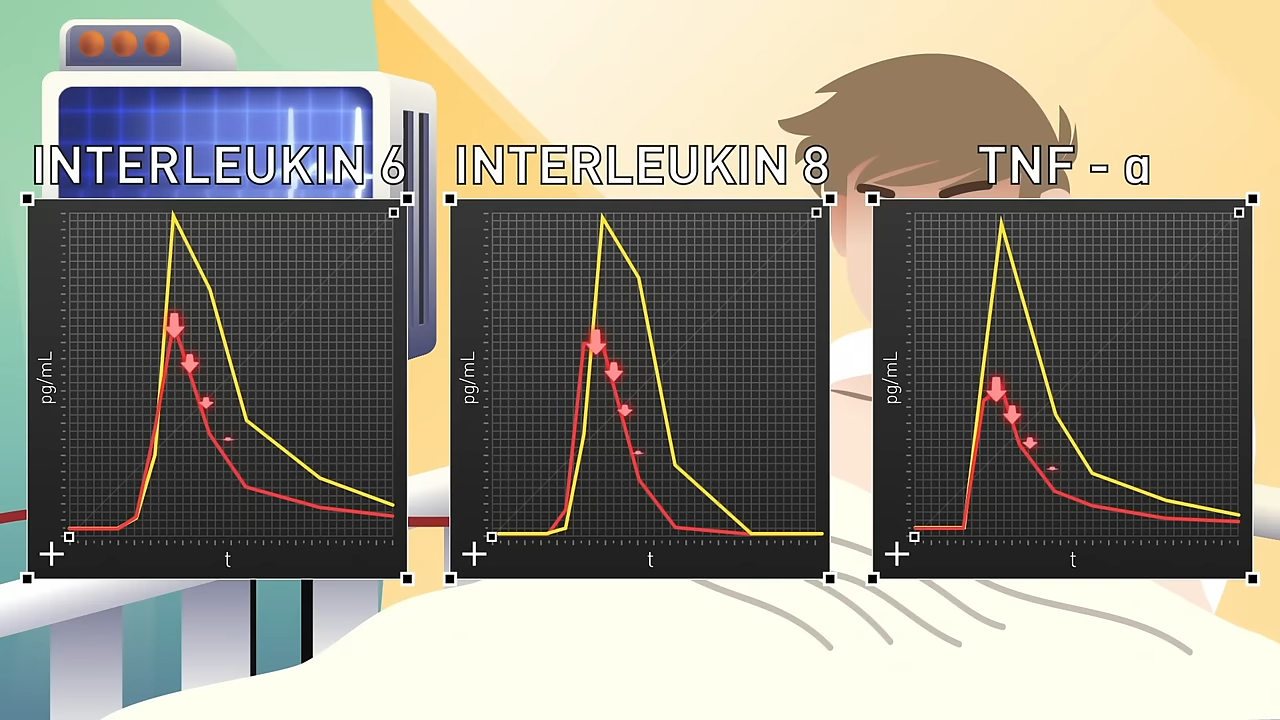 INTERLEUKIN 6
INTERLEUKIN 8
TNF - α
pg/mL
t
pg/mL
t
pg/mL
t